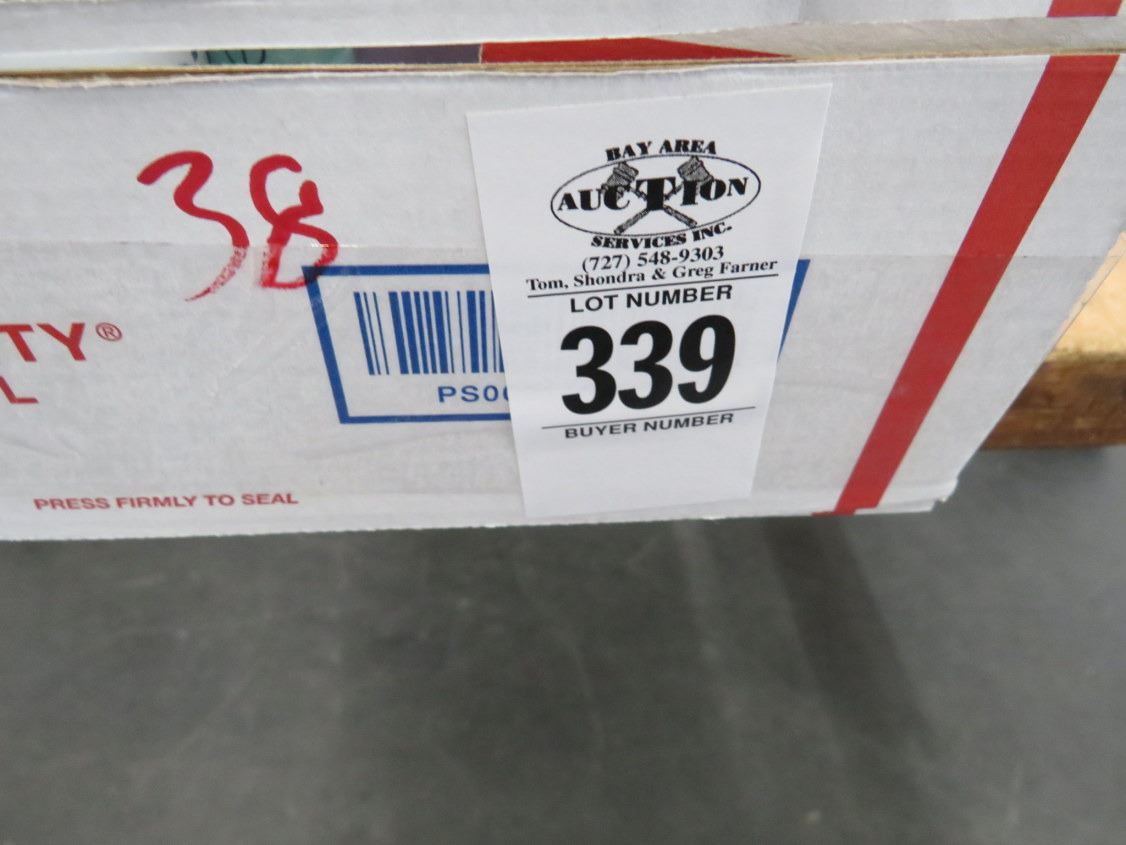 38
BAY AREA
AUCTION
SERVICES INC.
(727) 548-9303
Tom, Shondra & Greg Farner
LOT NUMBER
339
BUYER NUMBER
TY®
L
PS00
PRESS FIRMLY TO SEAL